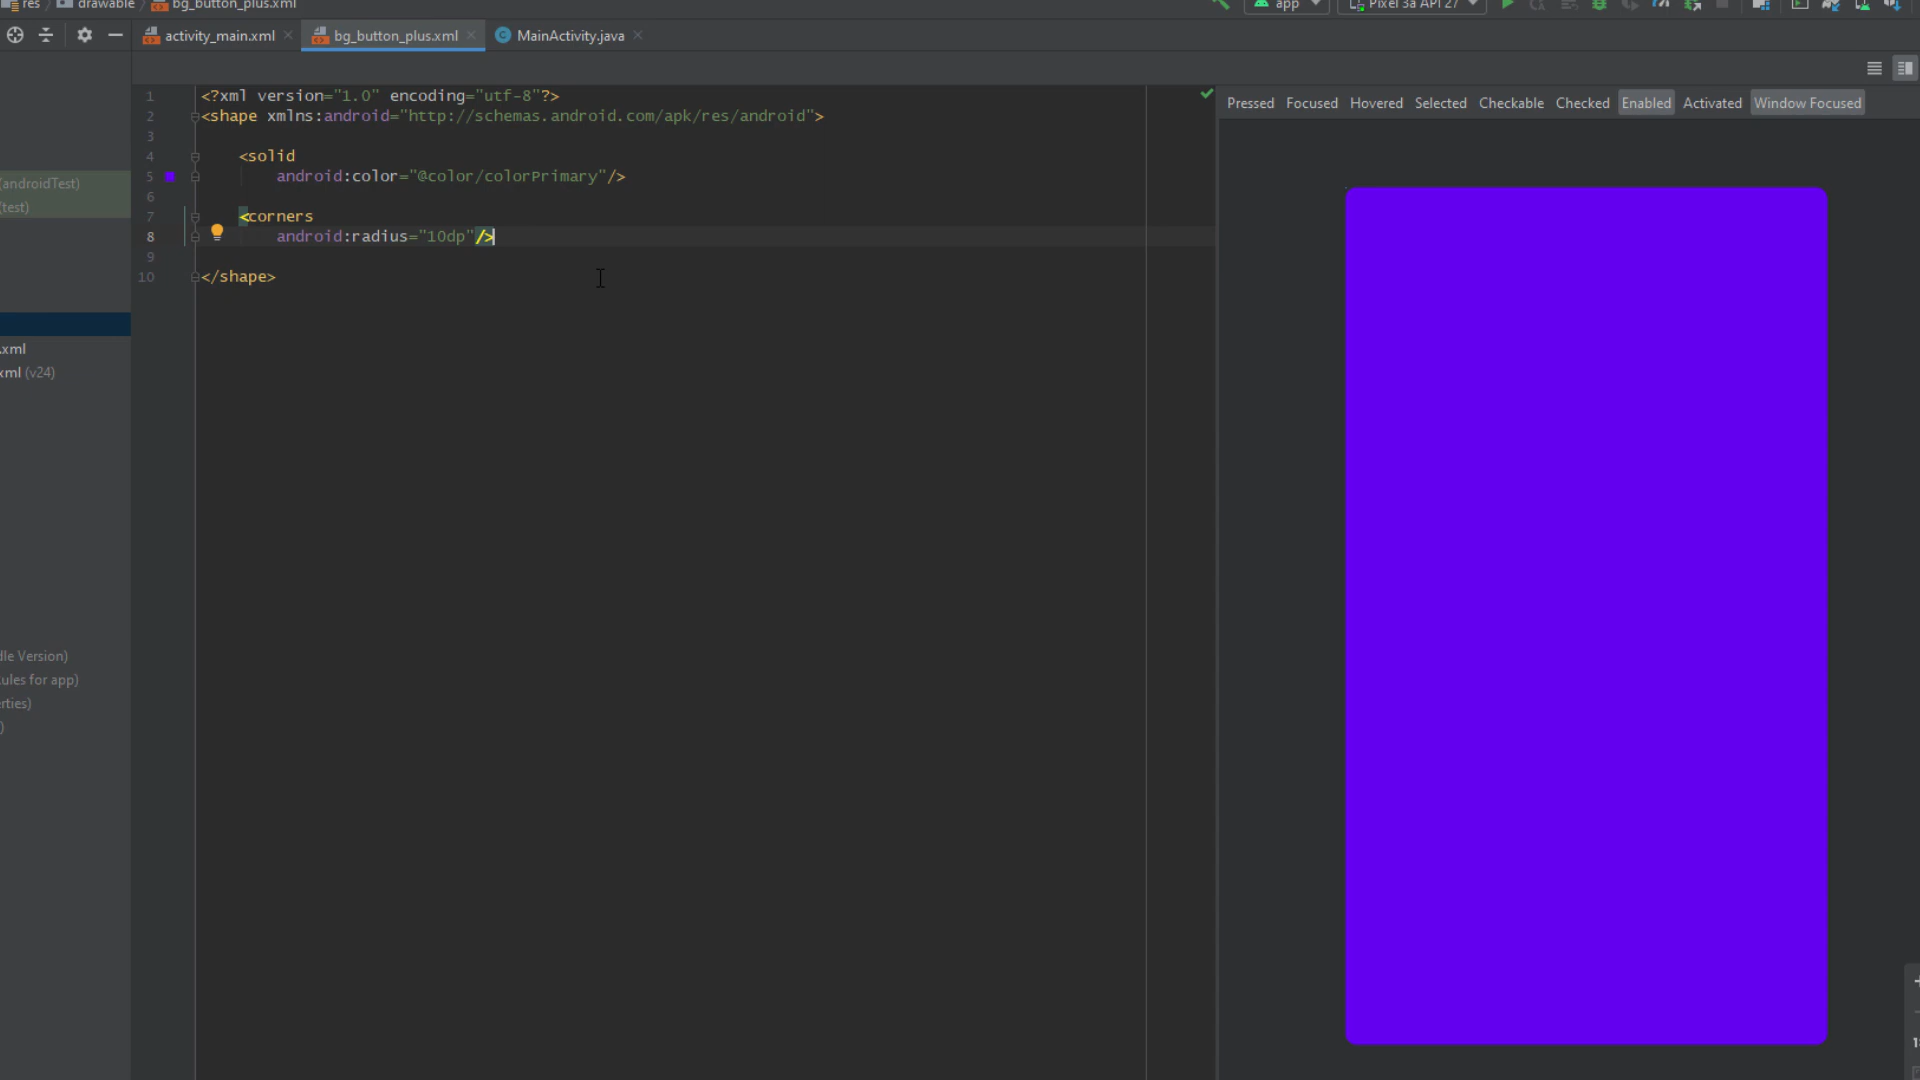 res drawable bg_button_plus.xml
app Pixel 3a API 27
activity_main.xml bg_button_plus.xml MainActivity.java
1 <?xml version="1.0" encoding="utf-8"?>
2 <shape xmlns:android="http://schemas.android.com/apk/res/android">
3
4 <solid
5 android:color="@color/colorPrimary"/>
6
7 <corners
8 android:radius="10dp"/>
9
10 </shape>
Pressed Focused Hovered Selected Checkable Checked Enabled Activated Window Focused
(androidTest)
(test)
.xml
xml (v24)
dle Version)
ules for app)
erties)
)